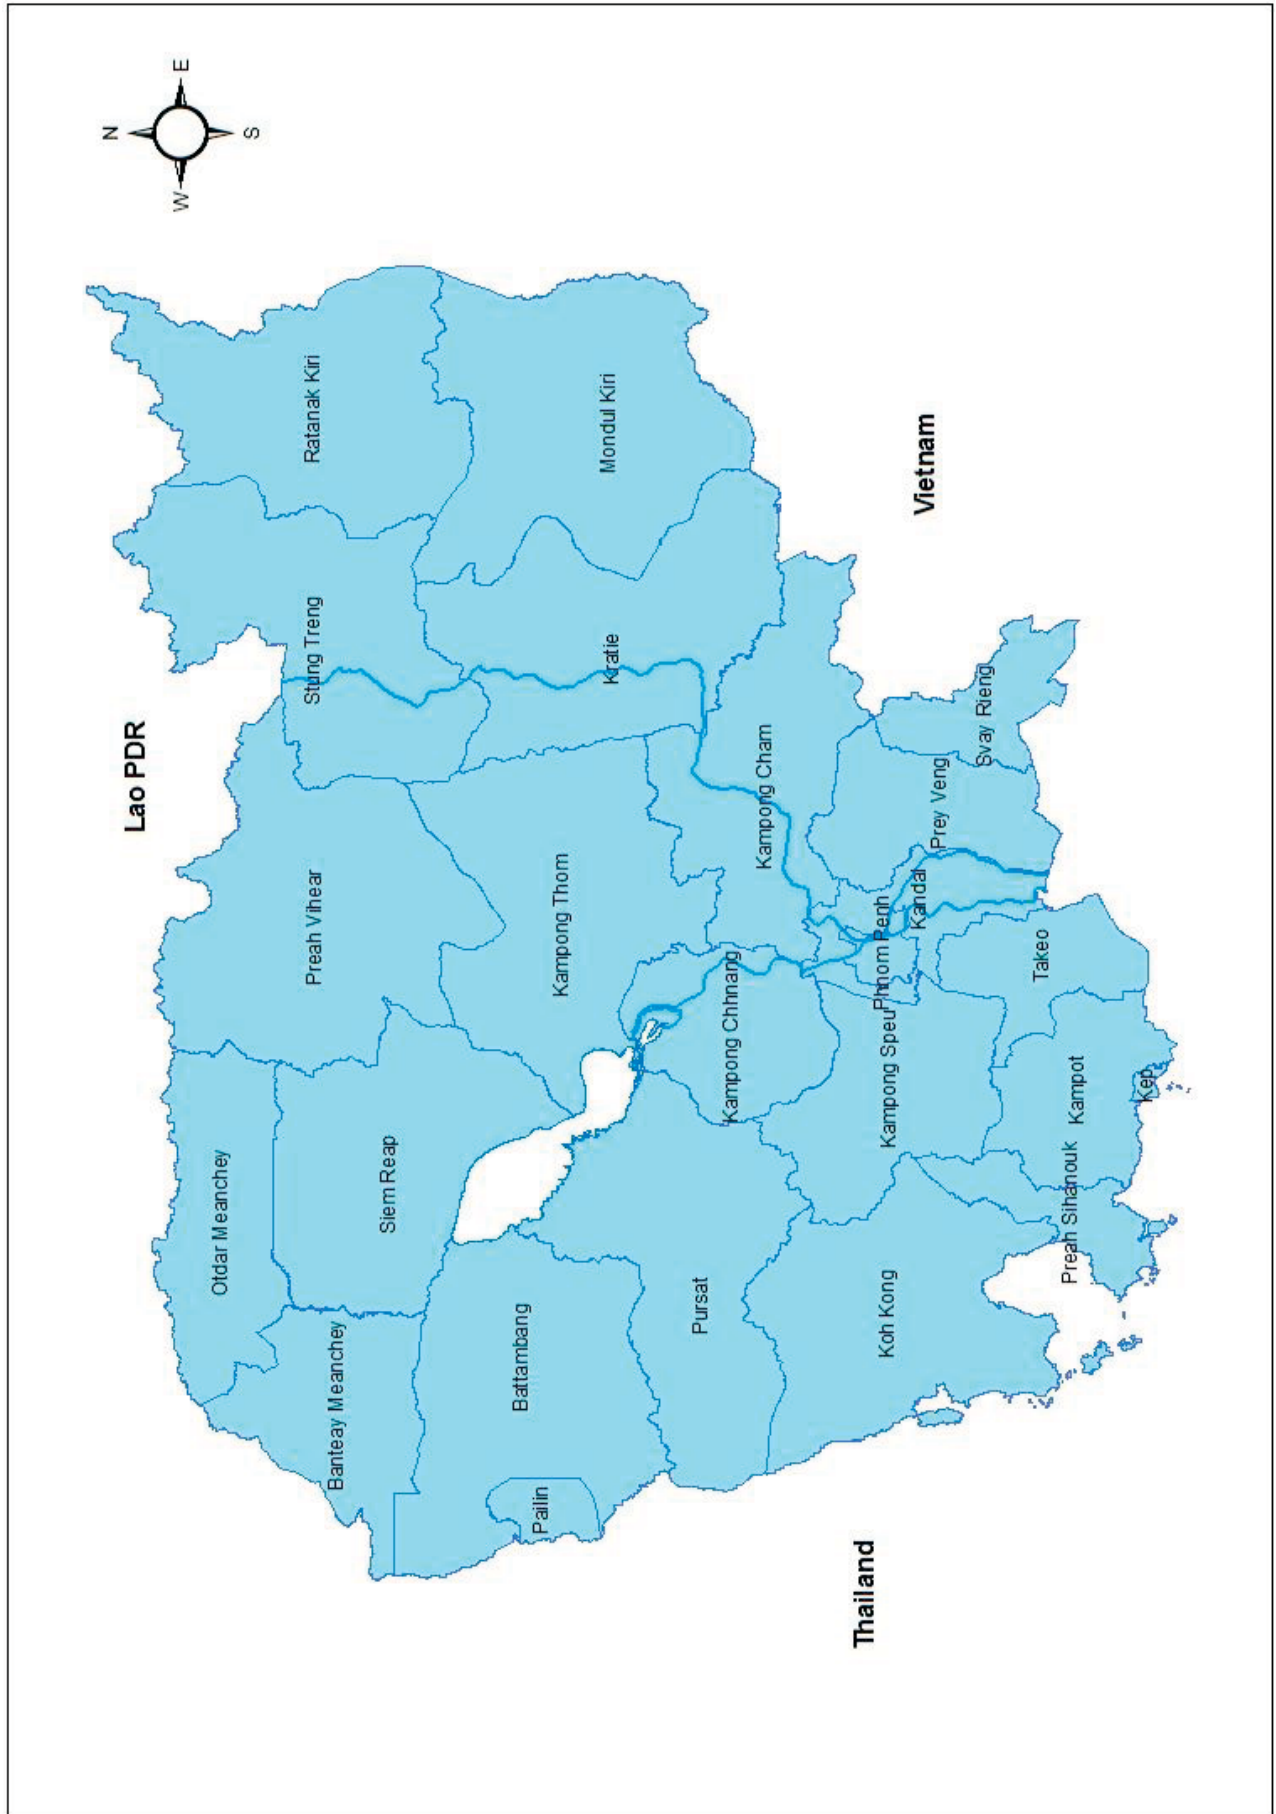 N
W
E
S
Lao PDR
Ratanak Kiri
Stung Treng
Preah Vihear
Otdar Meanchey
Banteay Meanchey
Siem Reap
Mondul Kiri
Kratie
Kampong Thom
Battambang
Pailin
Vietnam
Kampong Cham
Kampong Chhnang
Pursat
Svay Rieng
Prey Veng
Kandal
Phnom Penh
Kampong Speu
Koh Kong
Thailand
Takeo
Kampot
Preah Sihanouk
Kep